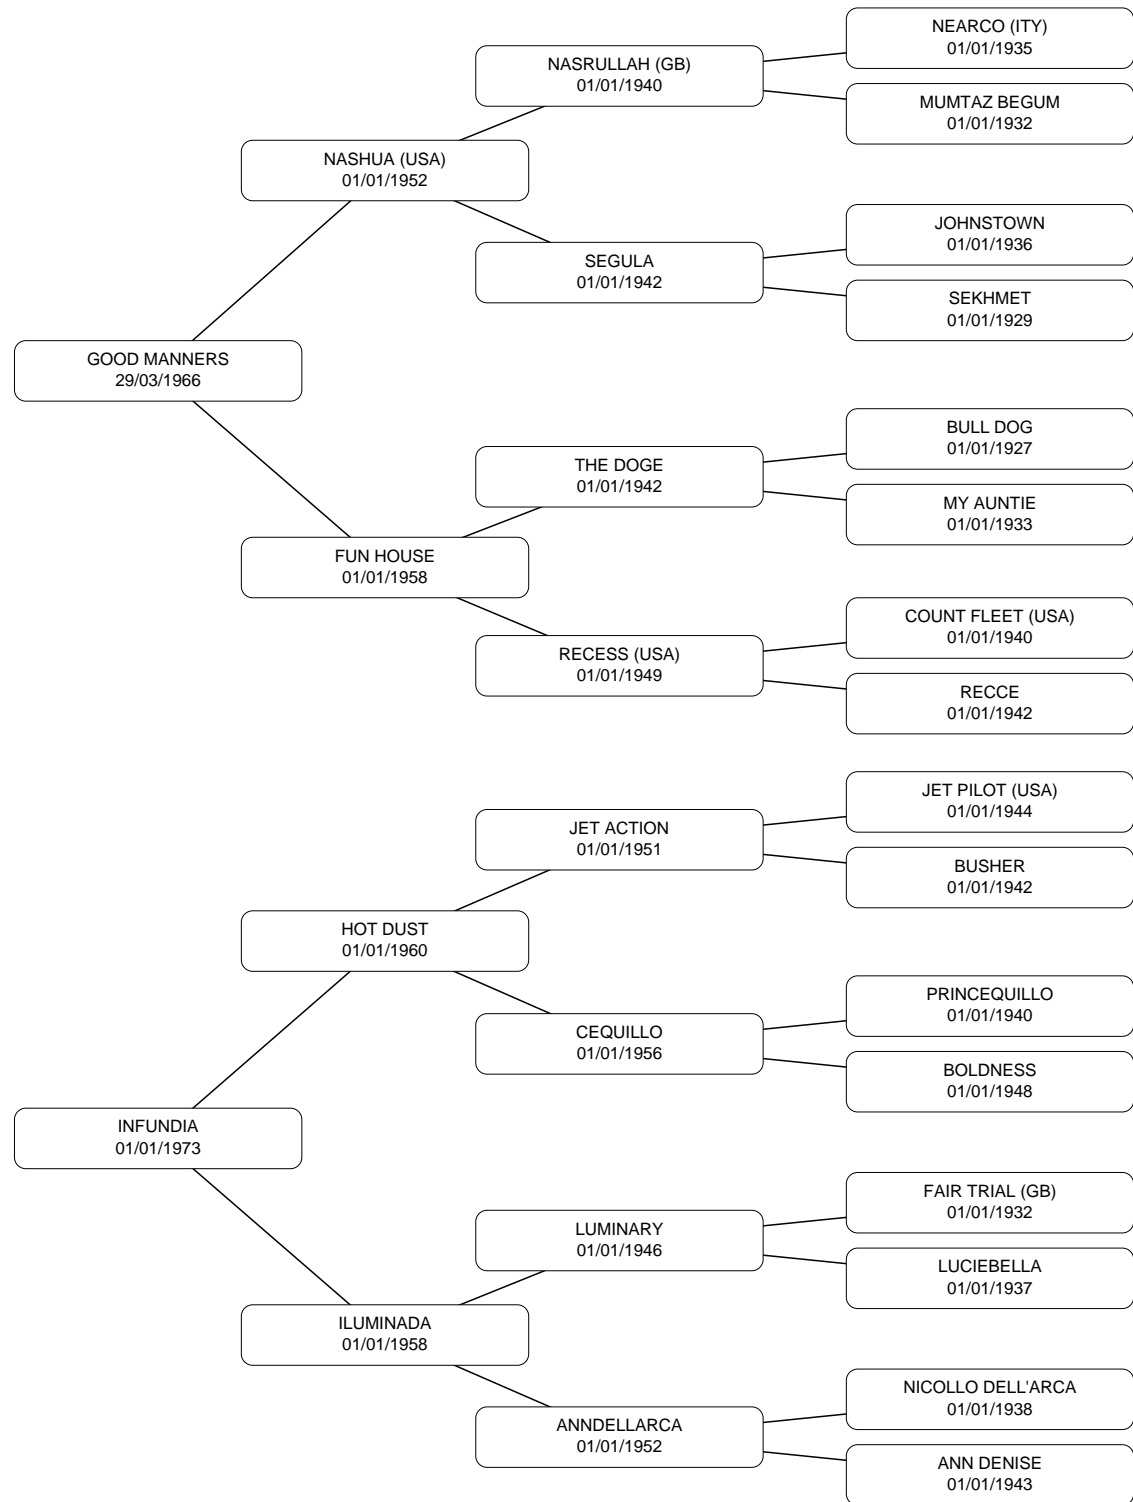 NEARCO (ITY)
01/01/1935
NASRULLAH (GB)
01/01/1940
MUMTAZ BEGUM
01/01/1932
NASHUA (USA)
01/01/1952
JOHNSTOWN
01/01/1936
SEGULA
01/01/1942
SEKHMET
01/01/1929
GOOD MANNERS
29/03/1966
BULL DOG
01/01/1927
THE DOGE
01/01/1942
MY AUNTIE
01/01/1933
FUN HOUSE
01/01/1958
COUNT FLEET (USA)
01/01/1940
RECESS (USA)
01/01/1949
RECCE
01/01/1942
JET PILOT (USA)
01/01/1944
JET ACTION
01/01/1951
BUSHER
01/01/1942
HOT DUST
01/01/1960
PRINCEQUILLO
01/01/1940
CEQUILLO
01/01/1956
BOLDNESS
01/01/1948
INFUNDIA
01/01/1973
FAIR TRIAL (GB)
01/01/1932
LUMINARY
01/01/1946
LUCIEBELLA
01/01/1937
ILUMINADA
01/01/1958
NICOLLO DELL'ARCA
01/01/1938
ANNDELLARCA
01/01/1952
ANN DENISE
01/01/1943